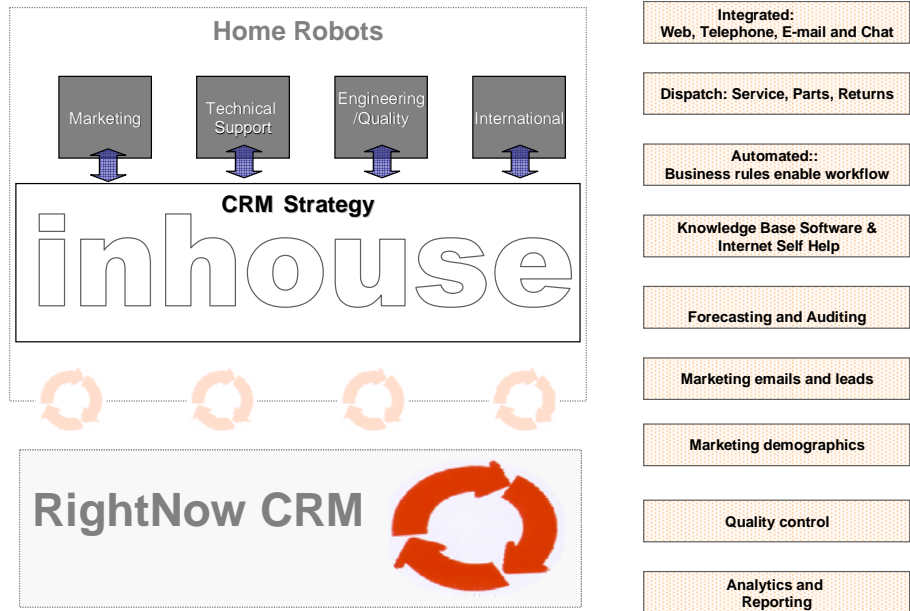 Home Robots
Marketing
Technical
Support
Engineering
/Quality
International
CRM Strategy
inhouse
RightNow CRM
Integrated:
Web, Telephone, E-mail and Chat
Dispatch: Service, Parts, Returns
Automated::
Business rules enable workflow
Knowledge Base Software &
Internet Self Help
Forecasting and Auditing
Marketing emails and leads
Marketing demographics
Quality control
Analytics and
Reporting